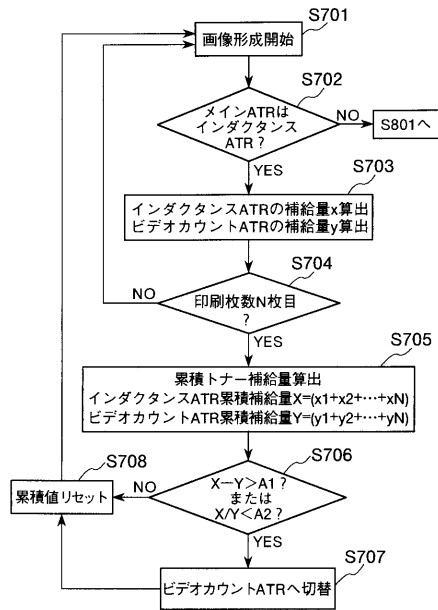 S701
画像形成開始
S702
メインATRは
インダクタンス
ATR?
NO
S801へ
YES
S703
インダクタンスATRの補給量x算出
ビデオカウントATRの補給量y算出
S704
NO
印刷枚数N枚目
?
YES
S705
累積トナー補給量算出
インダクタンスATR累積補給量X=(x1+x2+…+xN)
ビデオカウントATR累積補給量Y=(y1+y2+…+yN)
S706
S708
X−Y>A1?
または
X/Y<A2?
NO
累積値リセット
YES
S707
ビデオカウントATRへ切替